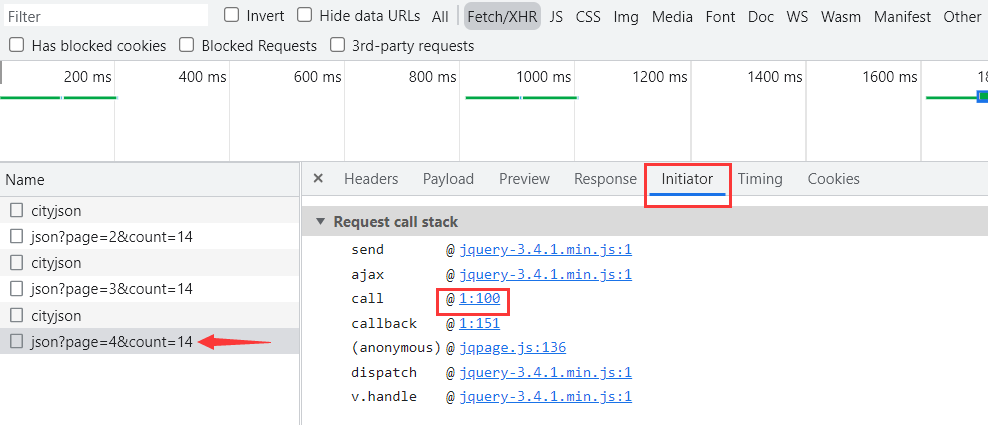 Filter Invert Hide data URLs All Fetch/XHR JS CSS Img Media Font Doc WS Wasm Manifest Other
Has blocked cookies Blocked Requests 3rd-party requests
200 ms 400 ms 600 ms 800 ms 1000 ms 1200 ms 1400 ms 1600 ms 18
Name
cityjson
json?page=2&count=14
cityjson
json?page=3&count=14
cityjson
json?page=4&count=14
× Headers Payload Preview Response Initiator Timing Cookies
▼ Request call stack
send @ jquery-3.4.1.min.js:1
ajax @ jquery-3.4.1.min.js:1
call @ 1:100
callback @ 1:151
(anonymous) @ jqpage.js:136
dispatch @ jquery-3.4.1.min.js:1
v.handle @ jquery-3.4.1.min.js:1